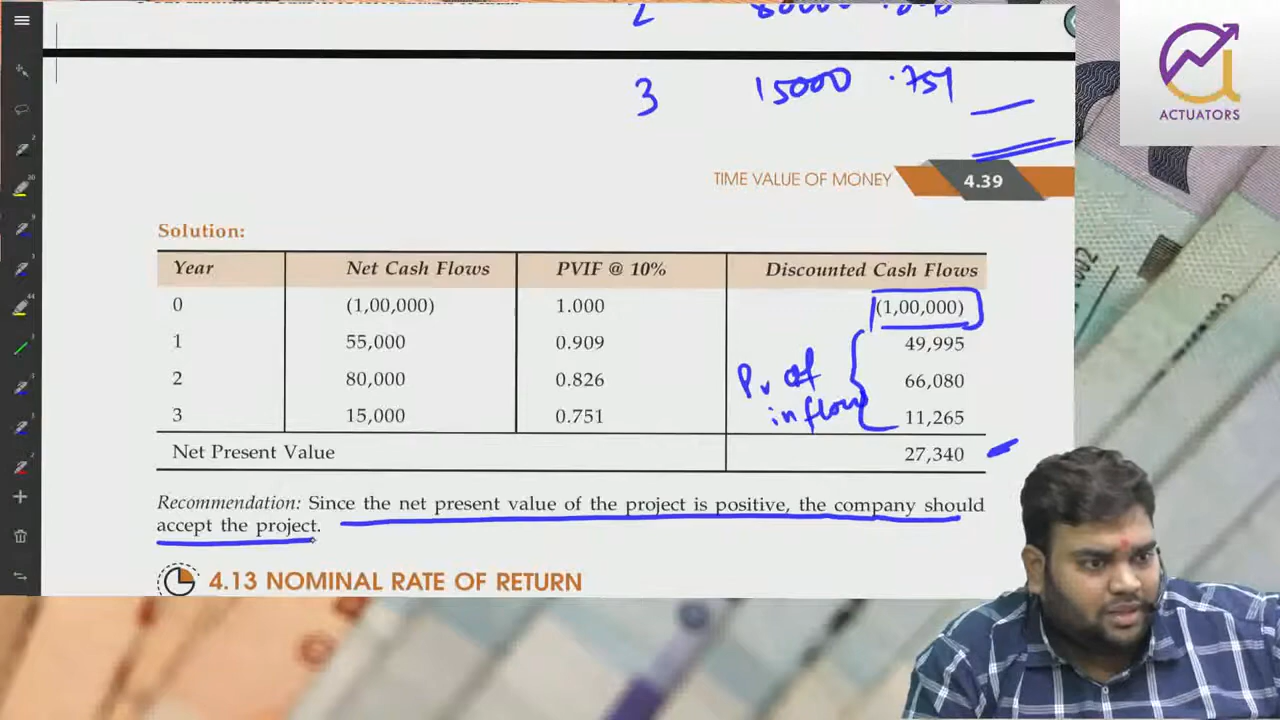 3 15000 .751
ACTUATORS
TIME VALUE OF MONEY 4.39
Solution:
Year Net Cash Flows PVIF @ 10% Discounted Cash Flows
0 (1,00,000) 1.000 (1,00,000)
1 55,000 0.909 49,995
2 80,000 0.826 66,080
3 15,000 0.751 11,265
Pv of
inflow
Net Present Value 27,340
Recommendation: Since the net present value of the project is positive, the company should
accept the project.
4.13 NOMINAL RATE OF RETURN